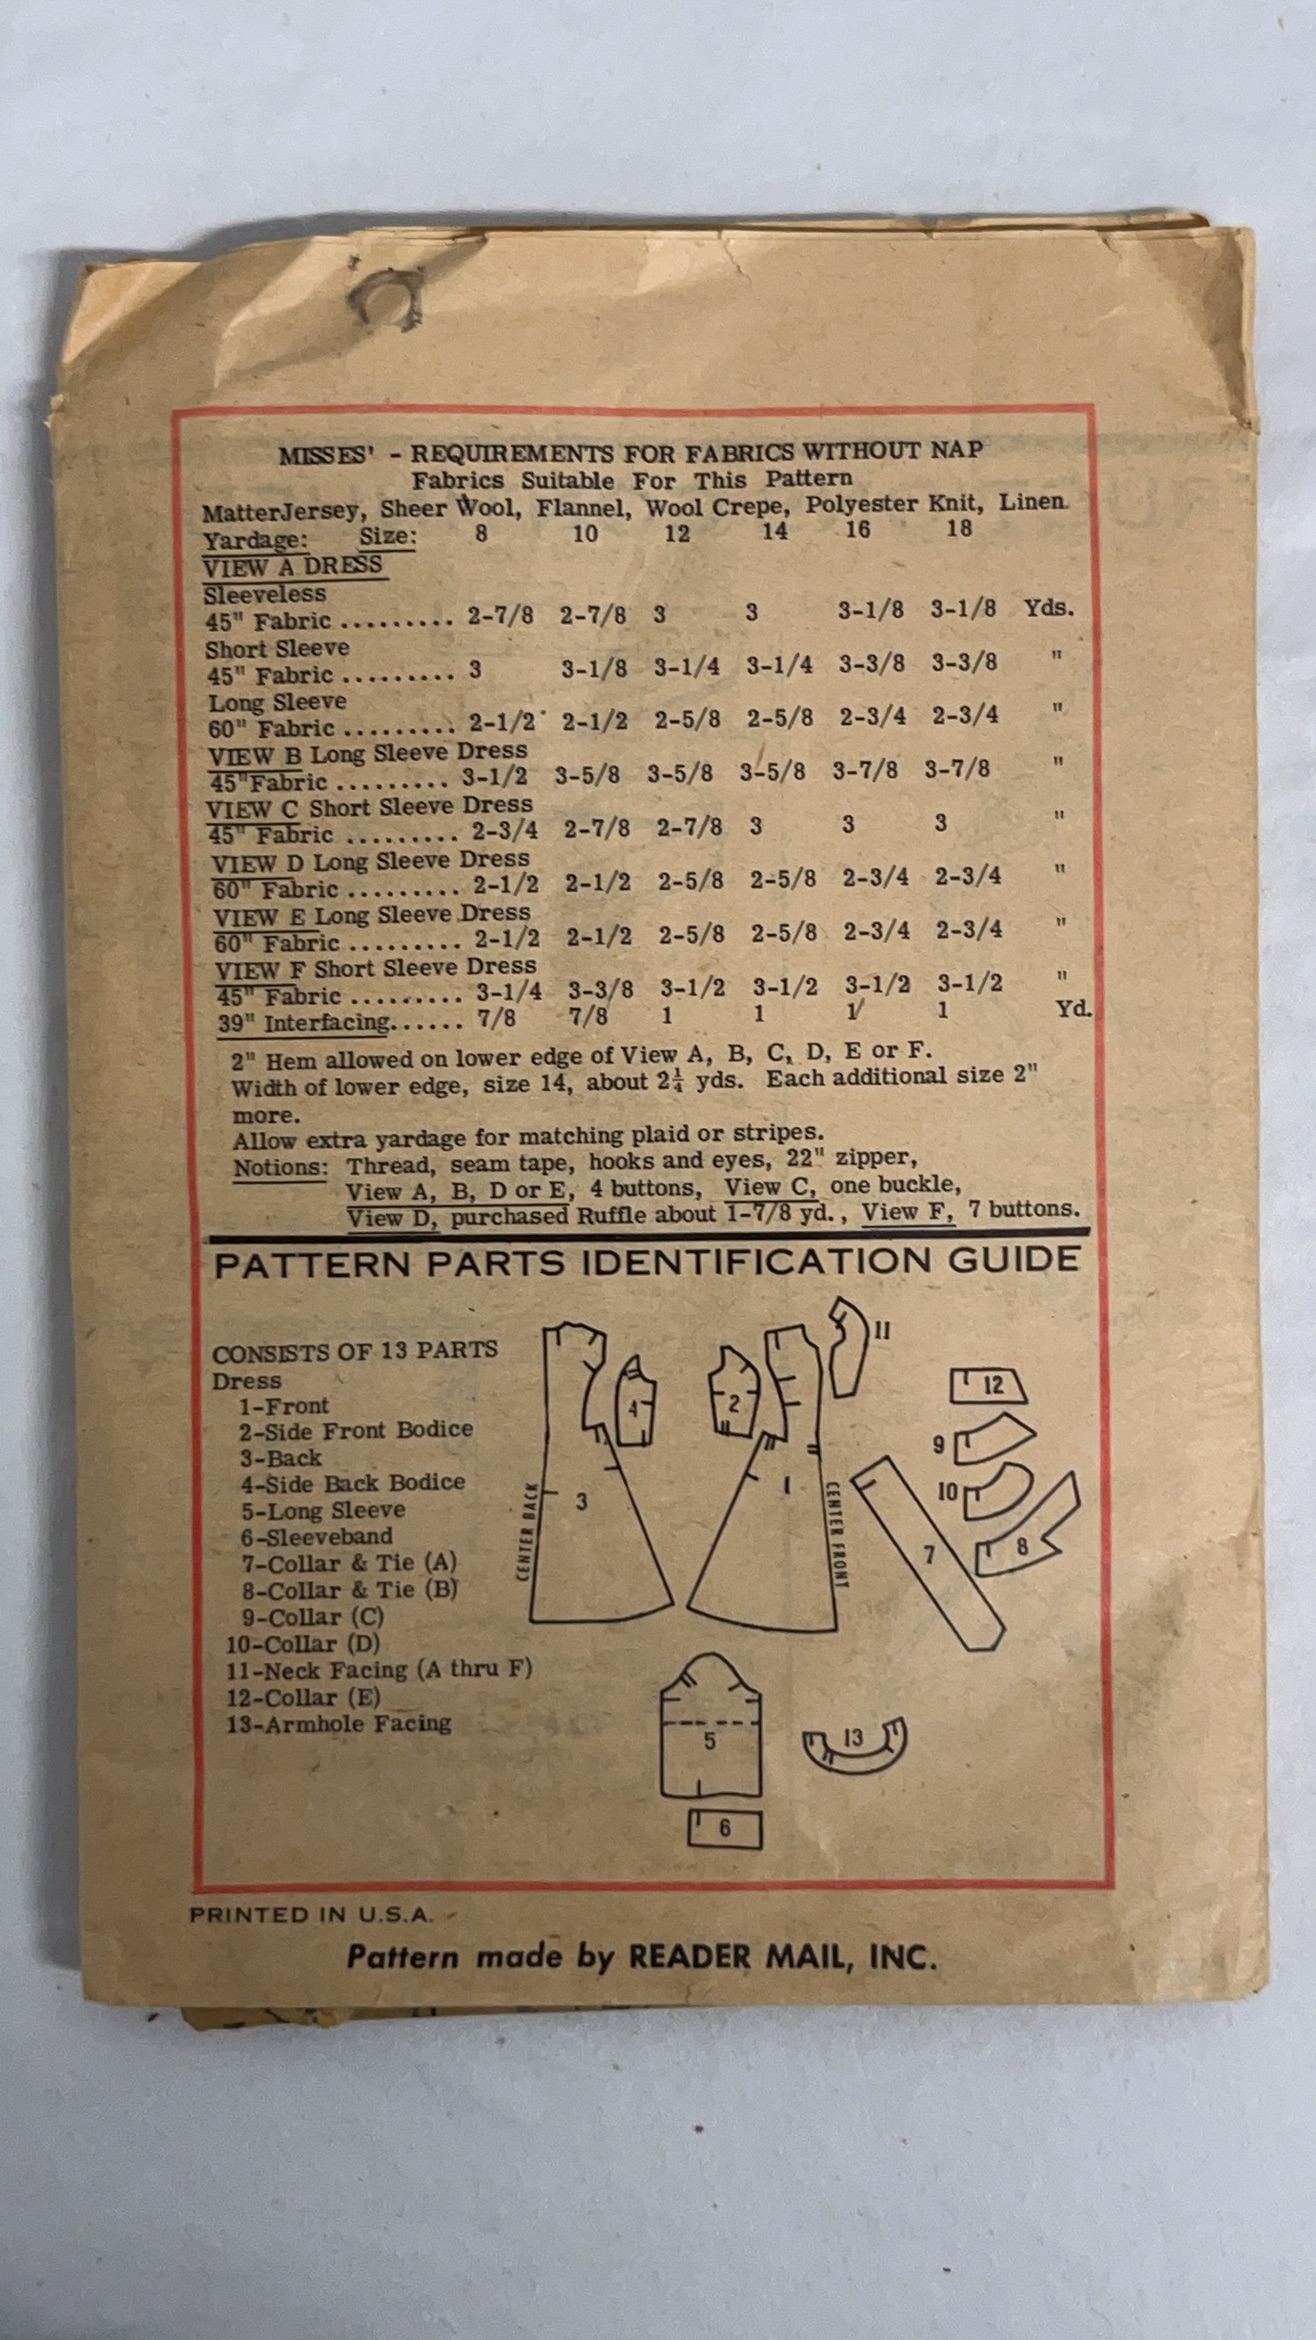 MISSES' - REQUIREMENTS FOR FABRICS WITHOUT NAP
Fabrics Suitable For This Pattern
MatterJersey, Sheer Wool, Flannel, Wool Crepe, Polyester Knit, Linen
Yardage: Size: 8 10 12 14 16 18
VIEW A DRESS
Sleeveless
45" Fabric ......... 2-7/8 2-7/8 3 3 3-1/8 3-1/8 Yds.
Short Sleeve
45" Fabric ......... 3 3-1/8 3-1/4 3-1/4 3-3/8 3-3/8 "
Long Sleeve
60" Fabric ......... 2-1/2 2-1/2 2-5/8 2-5/8 2-3/4 2-3/4 "
VIEW B Long Sleeve Dress
45"Fabric ......... 3-1/2 3-5/8 3-5/8 3-5/8 3-7/8 3-7/8 "
VIEW C Short Sleeve Dress
45" Fabric ......... 2-3/4 2-7/8 2-7/8 3 3 3 "
VIEW D Long Sleeve Dress
60" Fabric ......... 2-1/2 2-1/2 2-5/8 2-5/8 2-3/4 2-3/4 "
VIEW E Long Sleeve Dress
60" Fabric ......... 2-1/2 2-1/2 2-5/8 2-5/8 2-3/4 2-3/4 "
VIEW F Short Sleeve Dress
45" Fabric ......... 3-1/4 3-3/8 3-1/2 3-1/2 3-1/2 3-1/2 "
39" Interfacing...... 7/8 7/8 1 1 1 1 Yd.
2" Hem allowed on lower edge of View A, B, C, D, E or F.
Width of lower edge, size 14, about 2¼ yds. Each additional size 2"
more.
Allow extra yardage for matching plaid or stripes.
Notions: Thread, seam tape, hooks and eyes, 22" zipper,
View A, B, D or E, 4 buttons, View C, one buckle,
View D, purchased Ruffle about 1-7/8 yd., View F, 7 buttons.
PATTERN PARTS IDENTIFICATION GUIDE
CONSISTS OF 13 PARTS
Dress
1-Front
2-Side Front Bodice
3-Back
4-Side Back Bodice
5-Long Sleeve
6-Sleeveband
7-Collar & Tie (A)
8-Collar & Tie (B)
9-Collar (C)
10-Collar (D)
11-Neck Facing (A thru F)
12-Collar (E)
13-Armhole Facing
11
12
4
2
9
10
3
1
8
7
CENTER BACK
CENTER FRONT
5
13
6
PRINTED IN U.S.A.
Pattern made by READER MAIL, INC.